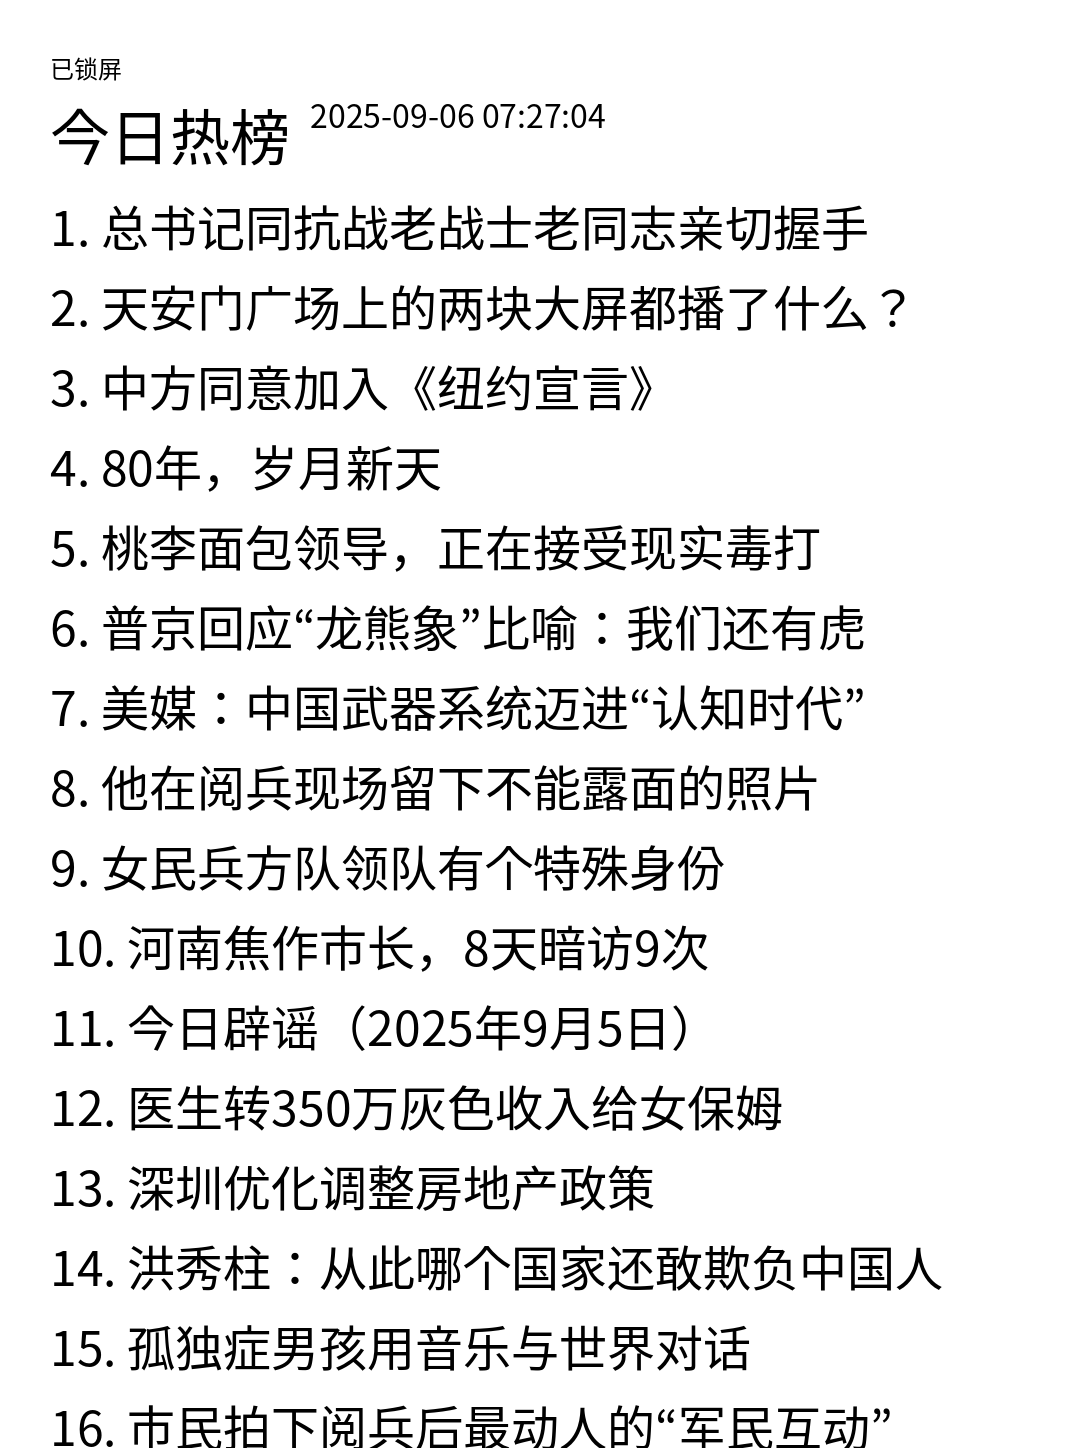 已锁屏
今日热榜 2025-09-06 07:27:04
1. 总书记同抗战老战士老同志亲切握手
2. 天安门广场上的两块大屏都播了什么？
3. 中方同意加入《纽约宣言》
4. 80年，岁月新天
5. 桃李面包领导，正在接受现实毒打
6. 普京回应“龙熊象”比喻：我们还有虎
7. 美媒：中国武器系统迈进“认知时代”
8. 他在阅兵现场留下不能露面的照片
9. 女民兵方队领队有个特殊身份
10. 河南焦作市长，8天暗访9次
11. 今日辟谣（2025年9月5日）
12. 医生转350万灰色收入给女保姆
13. 深圳优化调整房地产政策
14. 洪秀柱：从此哪个国家还敢欺负中国人
15. 孤独症男孩用音乐与世界对话
16. 市民拍下阅兵后最动人的“军民互动”